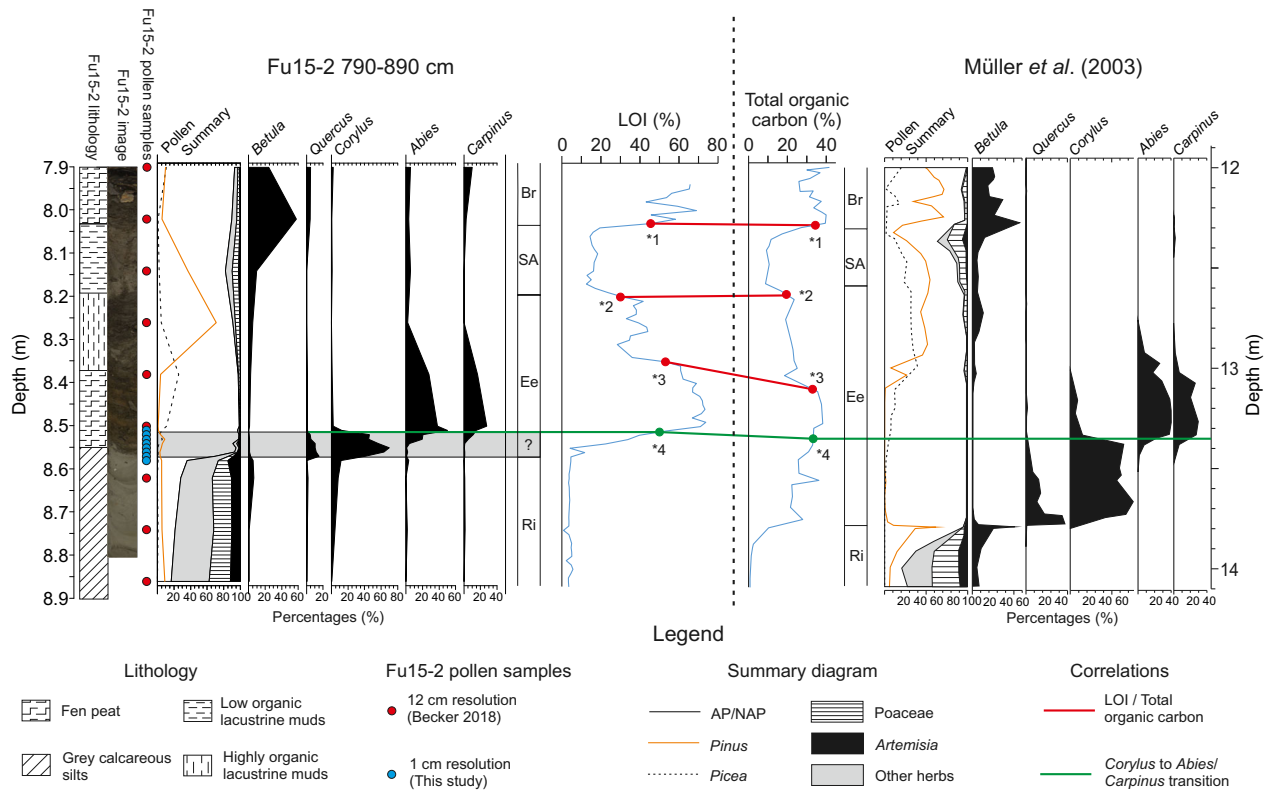 Fu15-2 790-890 cm
Müller et al. (2003)
Fu15-2 lithology
Fu15-2 image
Fu15-2 pollen samples
Pollen
Summary
Betula
Quercus
Corylus
Abies
Carpinus
LOI (%)
0 20 40 60 80
Total organic
carbon (%)
0 20 40
Pollen
Summary
Betula
Quercus
Corylus
Abies
Carpinus
Depth (m)
7.9
8.0
8.1
8.2
8.3
8.4
8.5
8.6
8.7
8.8
8.9
Br
SA
Ee
?
Ri
*1
*2
*3
*4
*1
*2
*3
*4
Br
SA
Ee
Ri
12
13
14
Depth (m)
20 40 60 80 100 20 40 60 20 20 40 60 80 20 40 20 40
Percentages (%)
20 40 60 80 100 20 40 60 20 40 20 40 60 20 40 20 40
Percentages (%)
Legend
Lithology
Fen peat
Low organic
lacustrine muds
Grey calcareous
silts
Highly organic
lacustrine muds
Fu15-2 pollen samples
12 cm resolution
(Becker 2018)
1 cm resolution
(This study)
Summary diagram
AP/NAP
Pinus
Picea
Poaceae
Artemisia
Other herbs
Correlations
LOI / Total
organic carbon
Corylus to Abies/
Carpinus transition